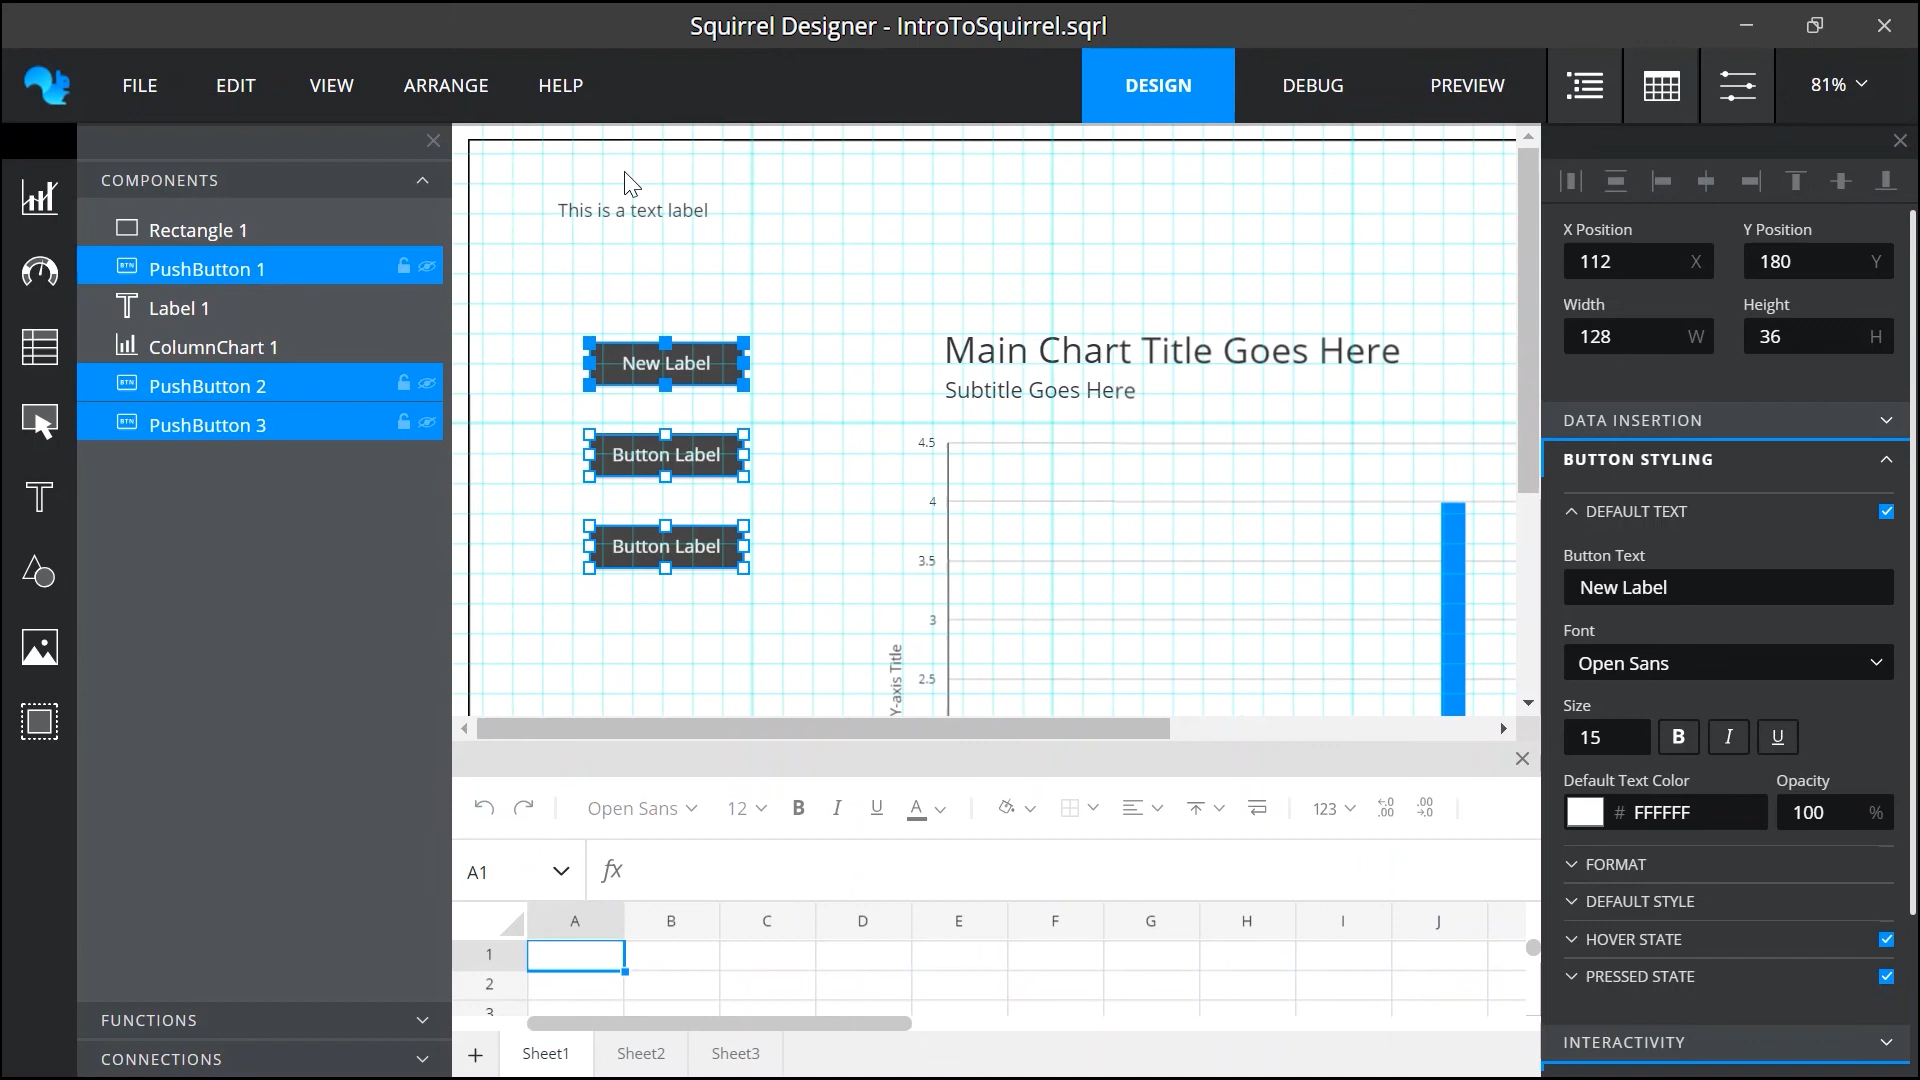 Squirrel Designer - IntroToSquirrel.sqrl
FILE EDIT VIEW ARRANGE HELP DESIGN DEBUG PREVIEW 81%
COMPONENTS
Rectangle 1
BTN PushButton 1
Label 1
ColumnChart 1
BTN PushButton 2
BTN PushButton 3
FUNCTIONS
CONNECTIONS
This is a text label
New Label
Button Label
Button Label
Main Chart Title Goes Here
Subtitle Goes Here
4.5
4
3.5
3
2.5
Y-axis Title
Open Sans 12 B I U A 123 .00 .00
A1 fx
A B C D E F G H I J
1
2
3
Sheet1 Sheet2 Sheet3
X Position Y Position
112 X 180 Y
Width Height
128 W 36 H
DATA INSERTION
BUTTON STYLING
DEFAULT TEXT
Button Text
New Label
Font
Open Sans
Size
15 B I U
Default Text Color Opacity
# FFFFFF 100 %
FORMAT
DEFAULT STYLE
HOVER STATE
PRESSED STATE
INTERACTIVITY